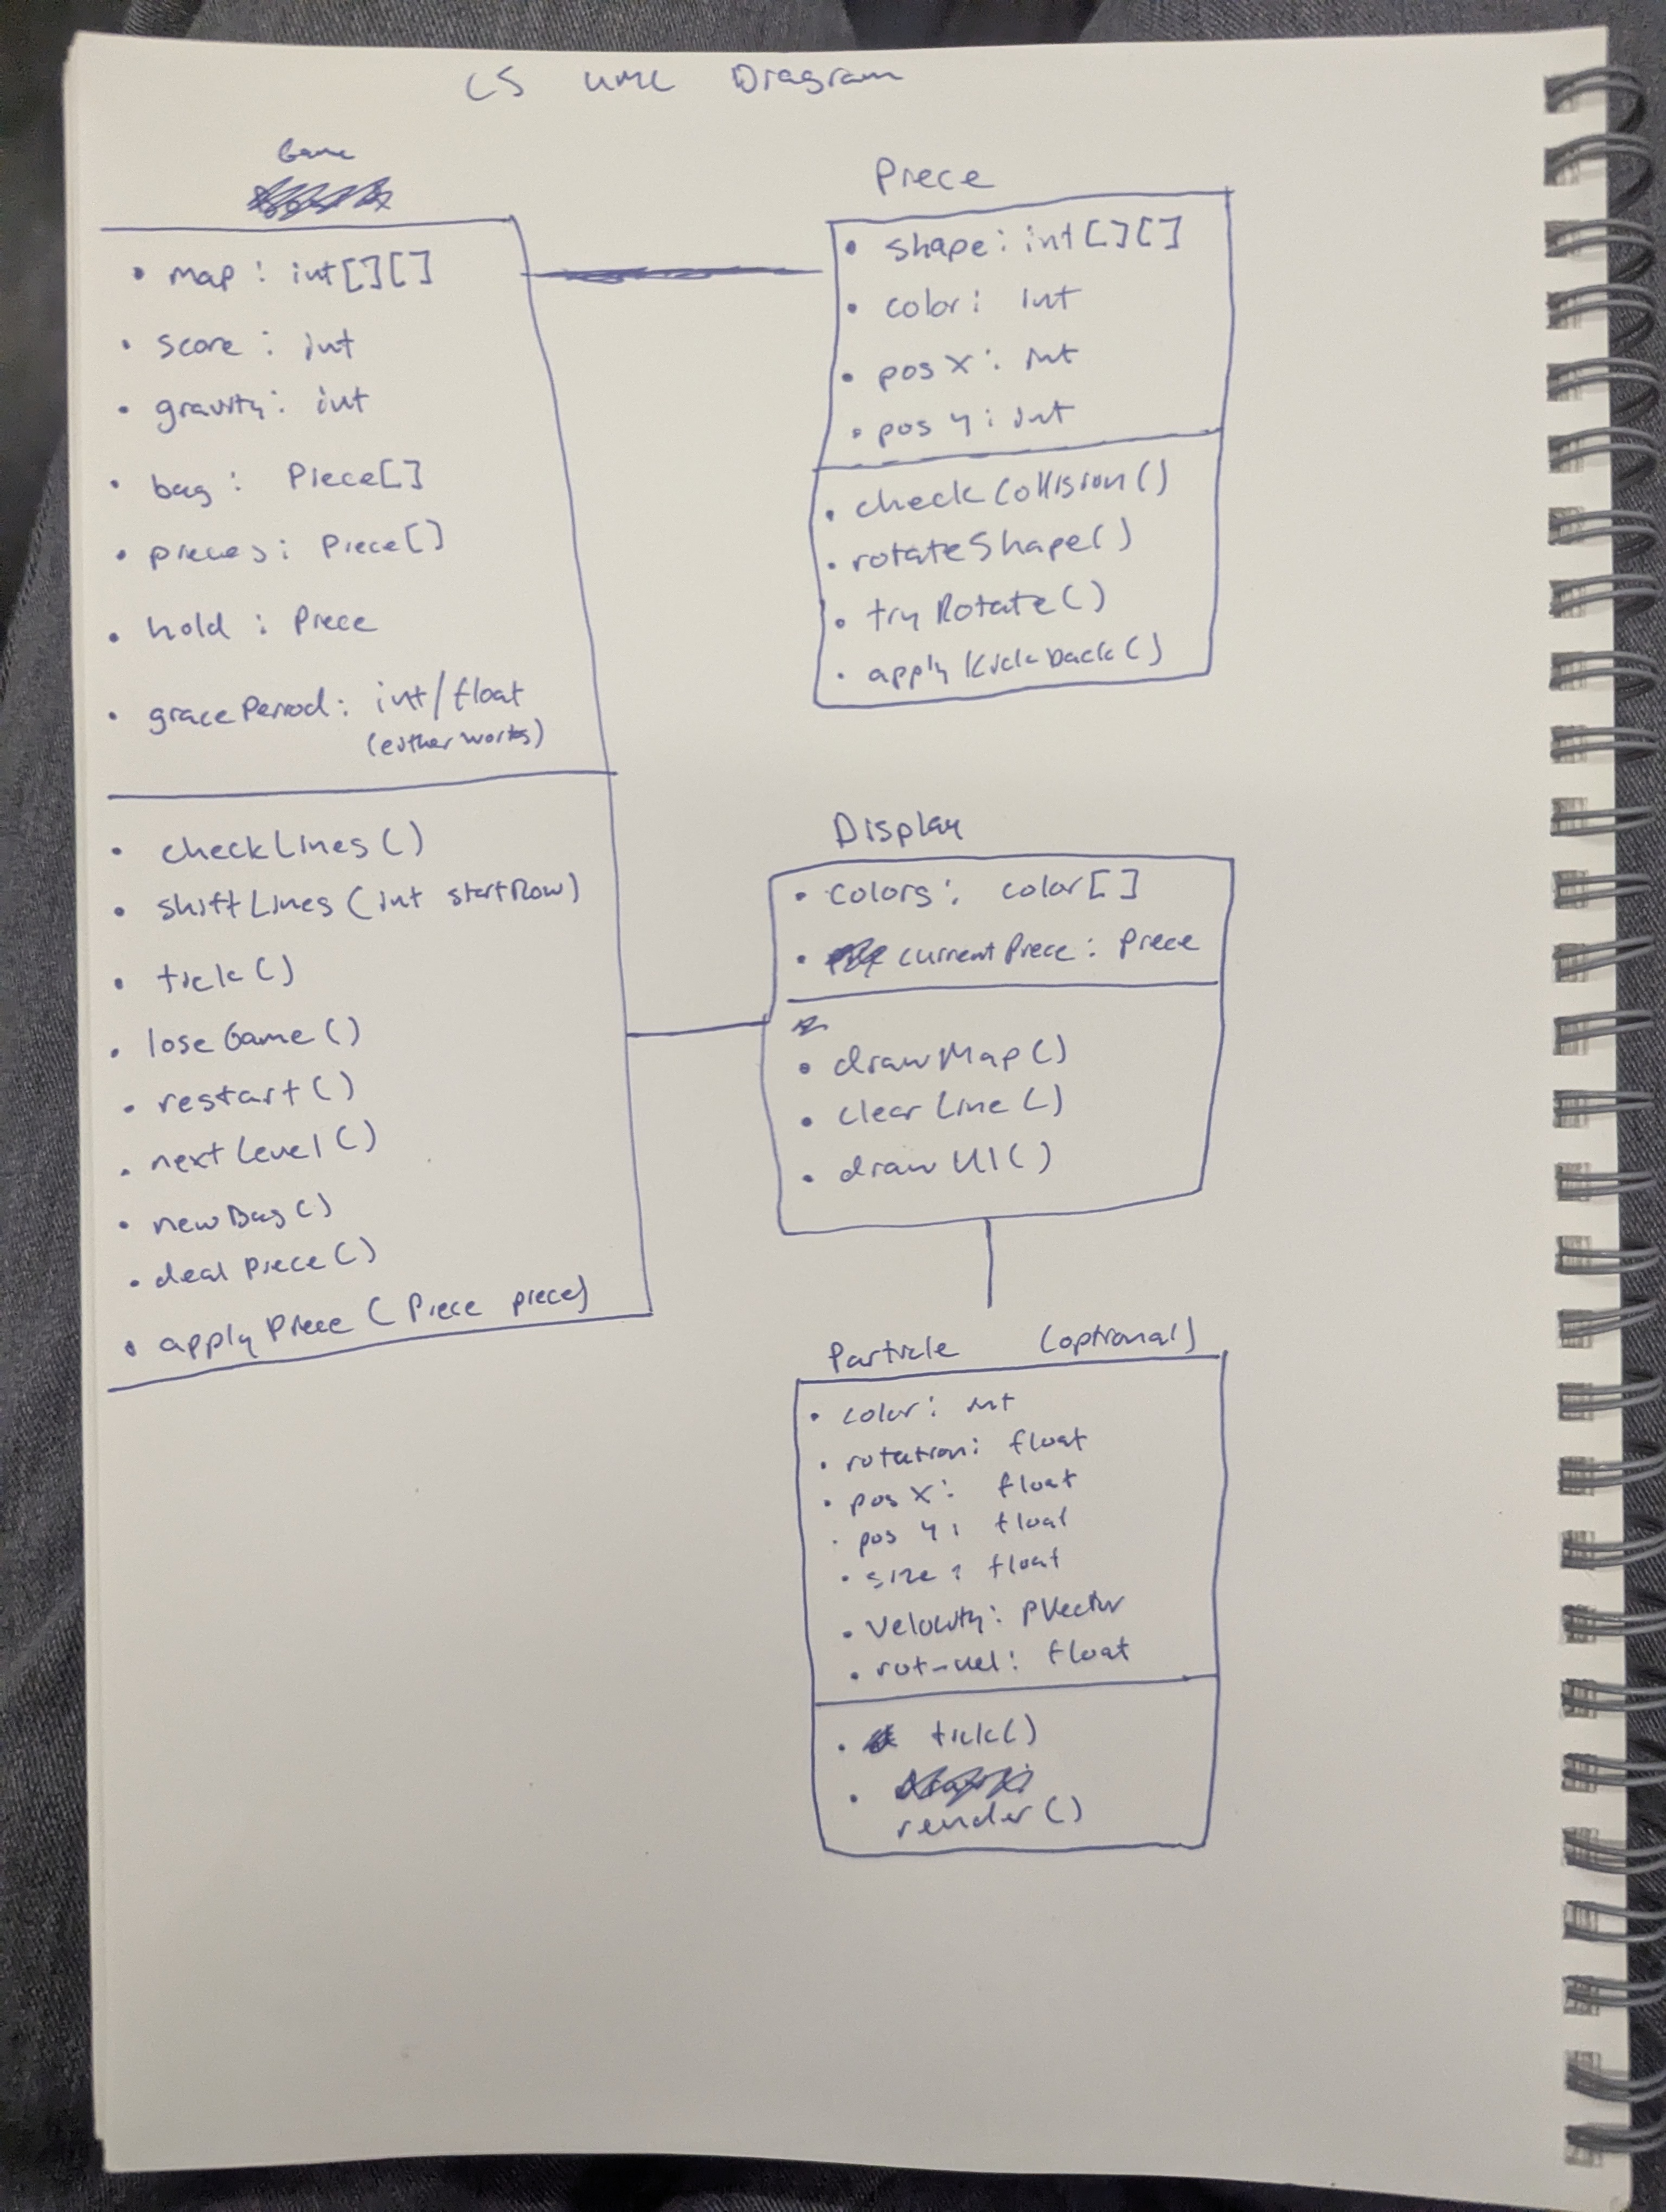 CS UML Diagram
Game
• map : int[][]
• score : int
• gravity : int
• bag : Piece[]
• pieces : Piece[]
• hold : Piece
• gracePeriod : int/float
(either works)
• checkLines()
• shiftLines (int startRow)
• tick()
• loseGame()
• restart()
• nextLevel()
• newBag()
• dealPiece()
• applyPiece (Piece piece)
Piece
• shape : int[][]
• color : int
• posX : int
• posY : int
• checkCollision()
• rotateShape()
• tryRotate()
• applyKickback()
Display
• colors : color[]
• currentPiece : Piece
• drawMap()
• clearLine()
• drawUI()
Particle (optional)
• color : int
• rotation : float
• posX : float
• posY : float
• size : float
• velocity : PVector
• rot-vel : float
• tick()
• render()